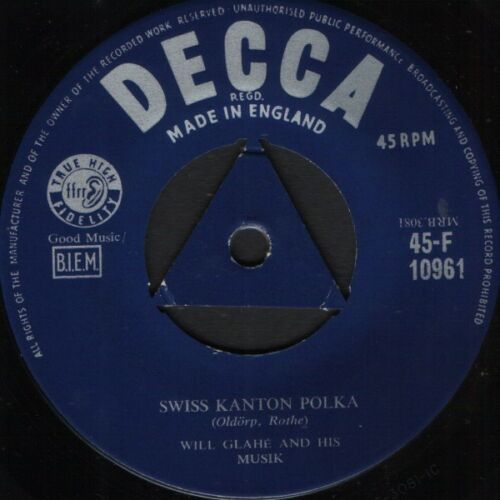 ALL RIGHTS OF THE MANUFACTURER AND OF THE OWNER OF THE RECORDED WORK RESERVED · UNAUTHORISED PUBLIC PERFORMANCE, BROADCASTING AND COPYING OF THIS RECORD PROHIBITED
DECCA
REGD.
MADE IN ENGLAND
45 RPM
TRUE HIGH
ffrr
FIDELITY
Good Music/
B.I.E.M.
MRB.3081
45-F
10961
SWISS KANTON POLKA
(Oldörp, Rothe)
WILL GLAHÉ AND HIS
MUSIK